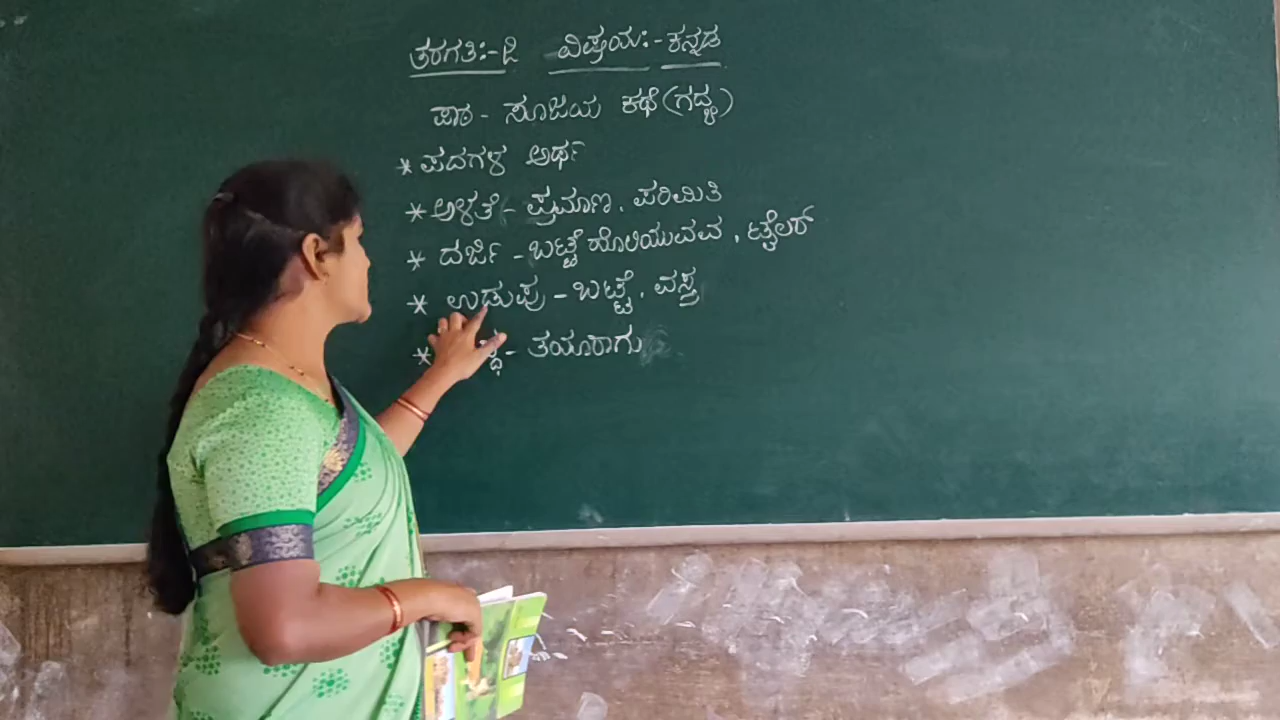 ತರಗತಿ:-೭ ವಿಷಯ:-ಕನ್ನಡ
ಪಾಠ - ಸೂಜಿಯ ಕಥೆ (ಗದ್ಯ)
* ಪದಗಳ ಅರ್ಥ
* ಅಳತೆ - ಪ್ರಮಾಣ, ಪರಿಮಿತಿ
* ದರ್ಜಿ - ಬಟ್ಟೆ ಹೊಲಿಯುವವ, ಟೈಲರ್
* ಉಡುಪು - ಬಟ್ಟೆ, ವಸ್ತ್ರ
* - ತಯಾರಾಗು